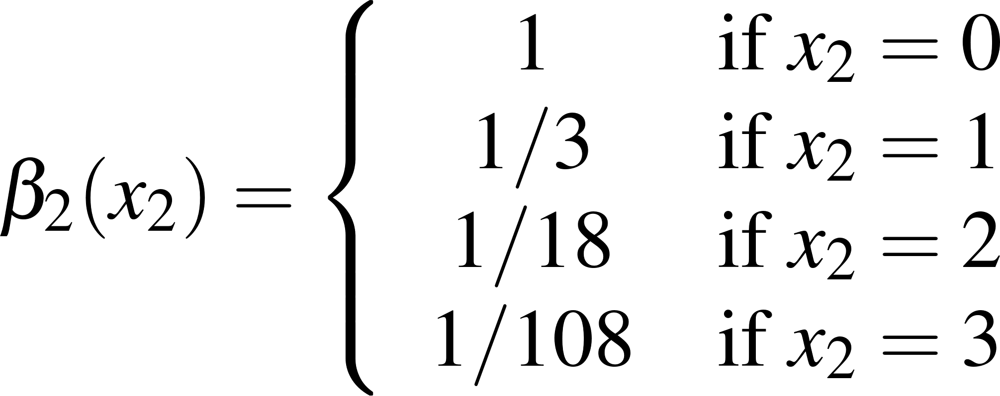 β₂(x₂) = { 1 if x₂ = 0
1/3 if x₂ = 1
1/18 if x₂ = 2
1/108 if x₂ = 3